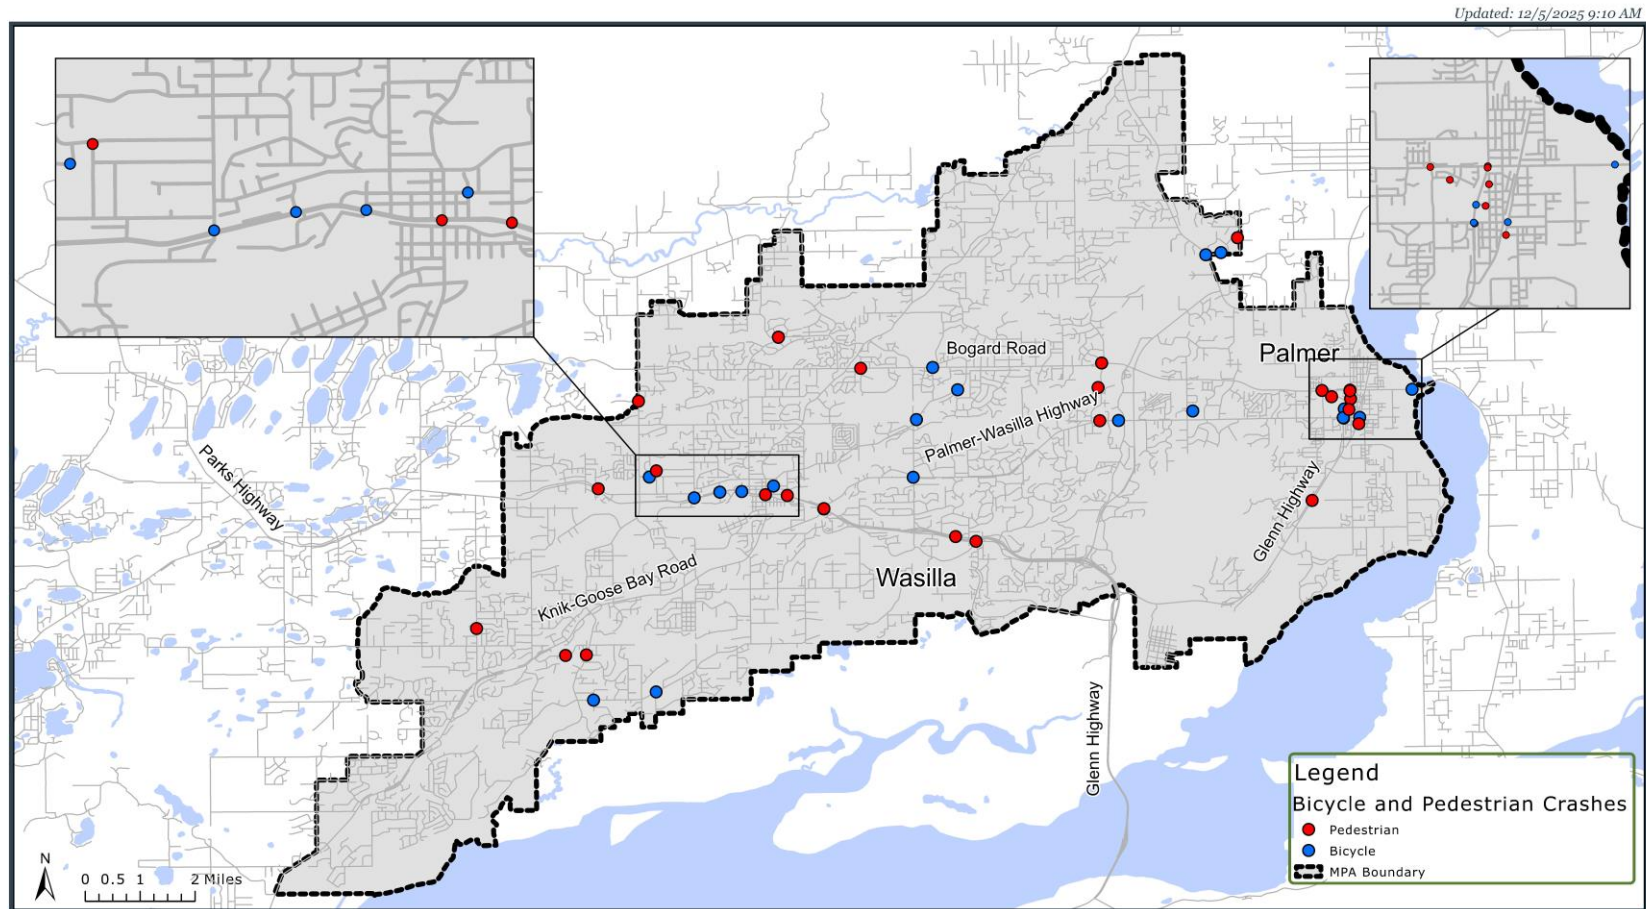 Updated: 12/5/2025 9:10 AM
Bogard Road
Palmer
Palmer-Wasilla Highway
Parks Highway
Glenn Highway
Wasilla
Knik-Goose Bay Road
Glenn Highway
Legend
Bicycle and Pedestrian Crashes
Pedestrian
Bicycle
MPA Boundary
N
0 0.5 1 2 Miles